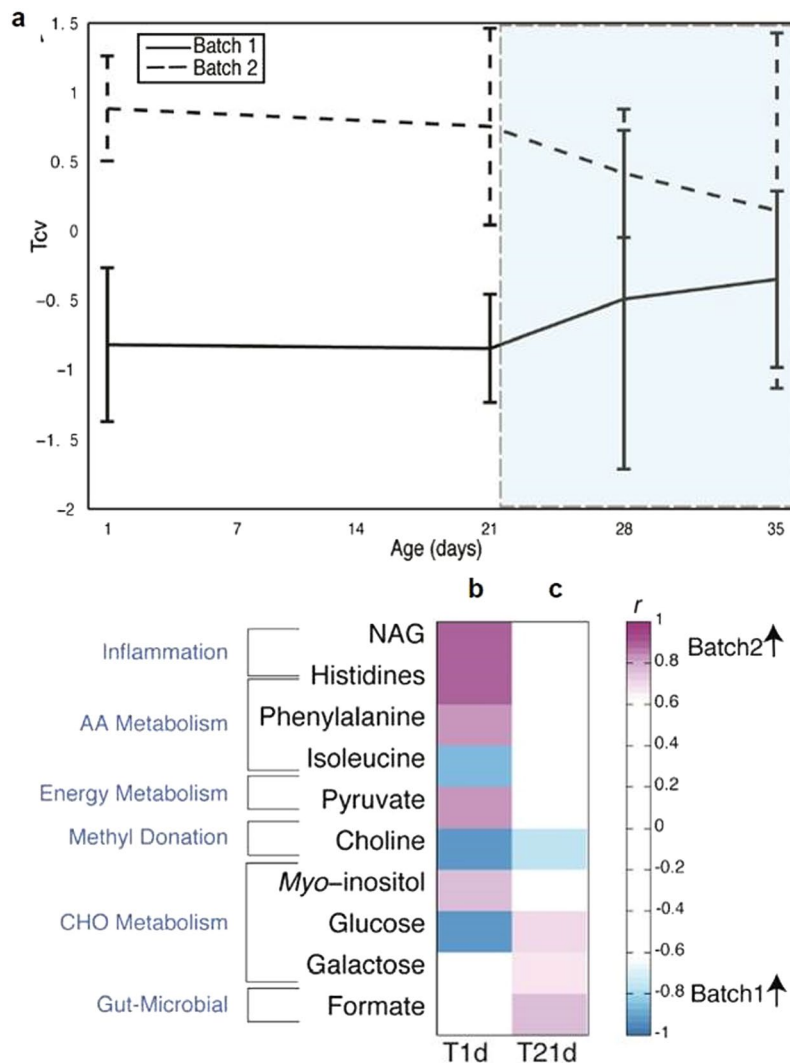 a
Batch 1
Batch 2
1.5
1
0.5
0
-0.5
-1
-1.5
-2
Tcv
1 7 14 21 28 35
Age (days)
b c
r
Inflammation
AA Metabolism
Energy Metabolism
Methyl Donation
CHO Metabolism
Gut-Microbial
NAG
Histidines
Phenylalanine
Isoleucine
Pyruvate
Choline
Myo-inositol
Glucose
Galactose
Formate
T1d T21d
1
0.8
0.6
0.4
0.2
0
-0.2
-0.4
-0.6
-0.8
-1
Batch2
Batch1